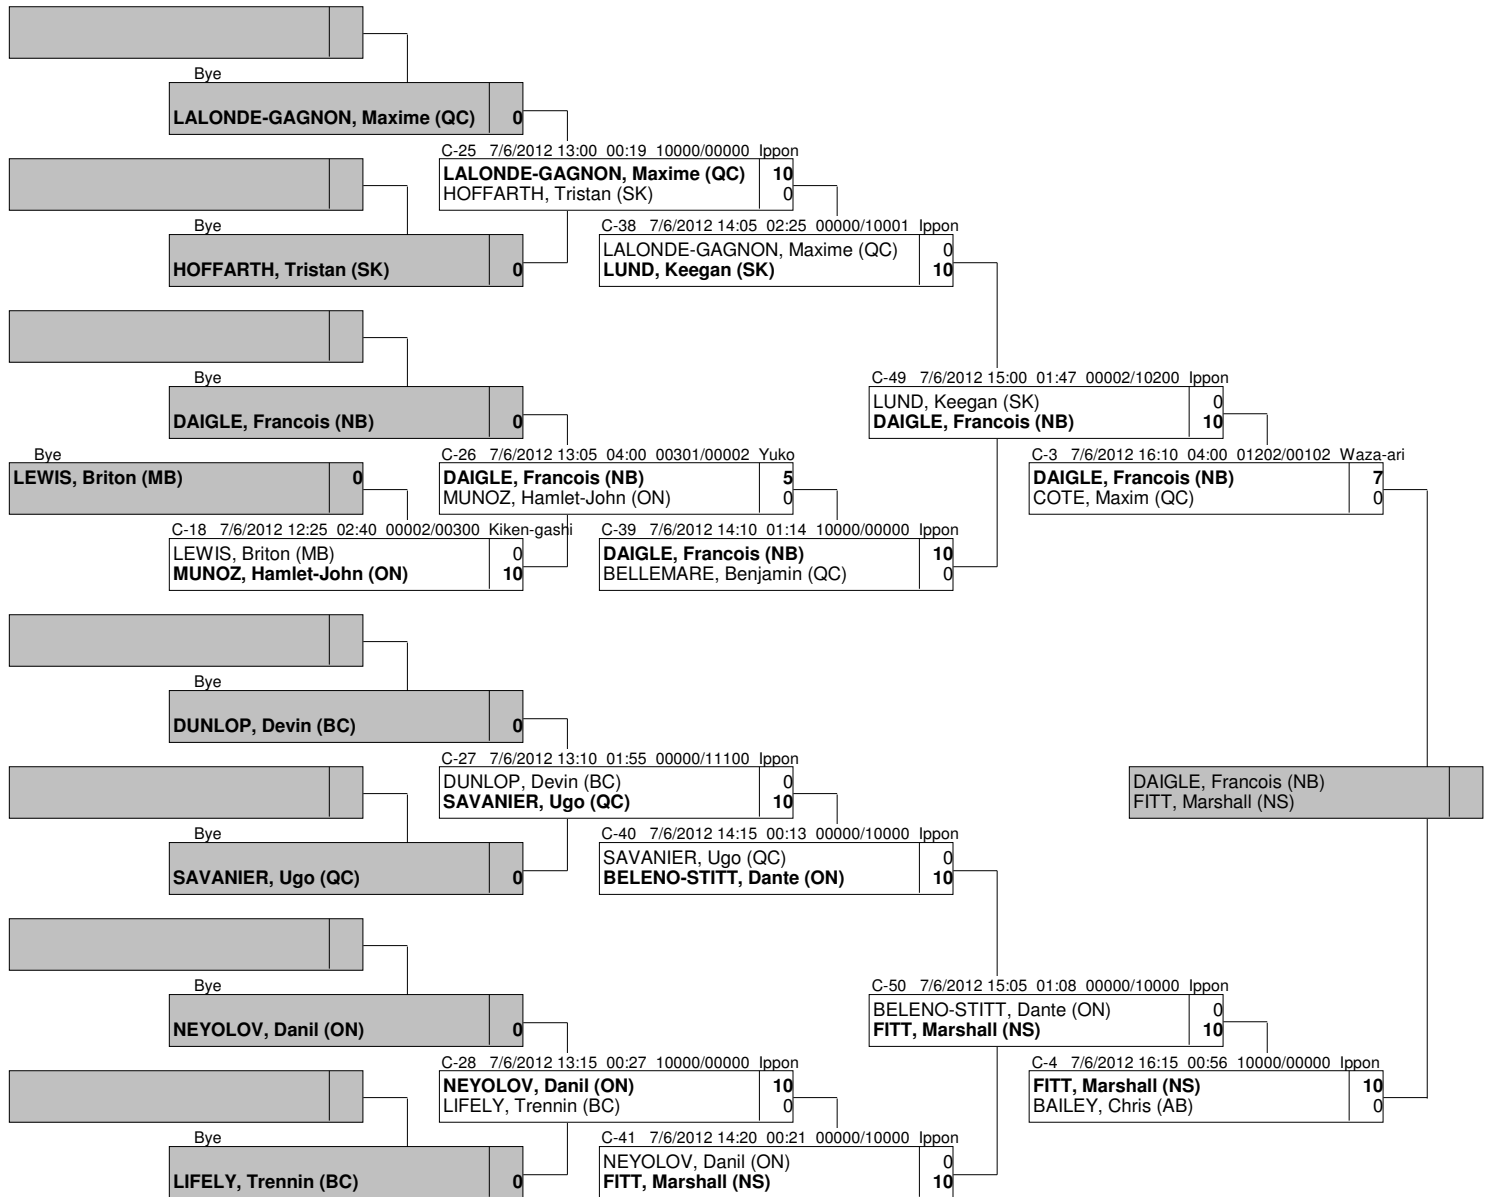 Bye
LALONDE-GAGNON, Maxime (QC) 0
C-25 7/6/2012 13:00 00:19 10000/00000 Ippon
LALONDE-GAGNON, Maxime (QC) 10
HOFFARTH, Tristan (SK) 0
Bye
HOFFARTH, Tristan (SK) 0
C-38 7/6/2012 14:05 02:25 00000/10001 Ippon
LALONDE-GAGNON, Maxime (QC) 0
LUND, Keegan (SK) 10
Bye
DAIGLE, Francois (NB) 0
C-49 7/6/2012 15:00 01:47 00002/10200 Ippon
LUND, Keegan (SK) 0
DAIGLE, Francois (NB) 10
Bye
LEWIS, Briton (MB) 0
C-26 7/6/2012 13:05 04:00 00301/00002 Yuko
DAIGLE, Francois (NB) 5
MUNOZ, Hamlet-John (ON) 0
C-3 7/6/2012 16:10 04:00 01202/00102 Waza-ari
DAIGLE, Francois (NB) 7
COTE, Maxim (QC) 0
C-18 7/6/2012 12:25 02:40 00002/00300 Kiken-gashi
LEWIS, Briton (MB) 0
MUNOZ, Hamlet-John (ON) 10
C-39 7/6/2012 14:10 01:14 10000/00000 Ippon
DAIGLE, Francois (NB) 10
BELLEMARE, Benjamin (QC) 0
Bye
DUNLOP, Devin (BC) 0
C-27 7/6/2012 13:10 01:55 00000/11100 Ippon
DUNLOP, Devin (BC) 0
SAVANIER, Ugo (QC) 10
DAIGLE, Francois (NB)
FITT, Marshall (NS)
Bye
SAVANIER, Ugo (QC) 0
C-40 7/6/2012 14:15 00:13 00000/10000 Ippon
SAVANIER, Ugo (QC) 0
BELENO-STITT, Dante (ON) 10
Bye
NEYOLOV, Danil (ON) 0
C-50 7/6/2012 15:05 01:08 00000/10000 Ippon
BELENO-STITT, Dante (ON) 0
FITT, Marshall (NS) 10
C-28 7/6/2012 13:15 00:27 10000/00000 Ippon
NEYOLOV, Danil (ON) 10
LIFELY, Trennin (BC) 0
C-4 7/6/2012 16:15 00:56 10000/00000 Ippon
FITT, Marshall (NS) 10
BAILEY, Chris (AB) 0
Bye
LIFELY, Trennin (BC) 0
C-41 7/6/2012 14:20 00:21 00000/10000 Ippon
NEYOLOV, Danil (ON) 0
FITT, Marshall (NS) 10